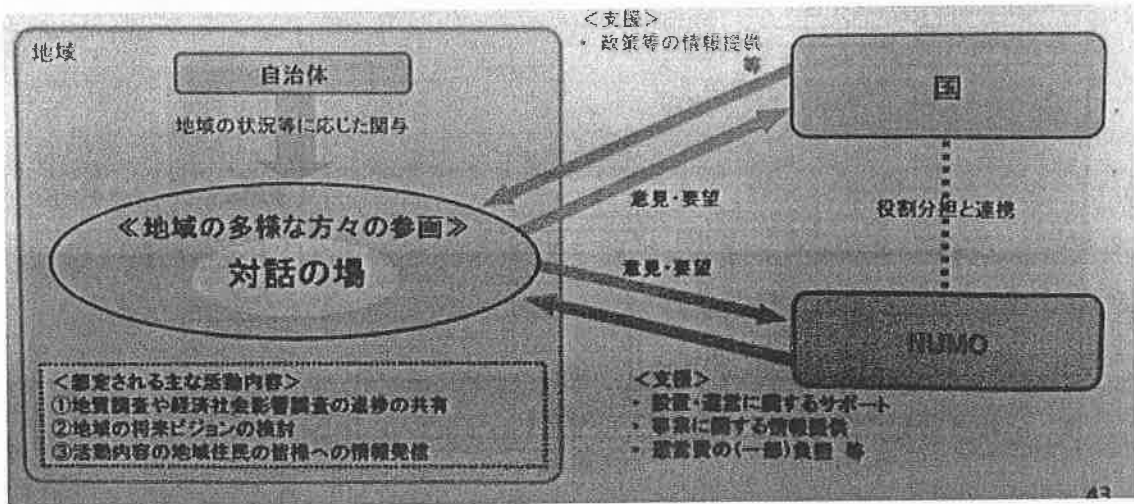 地域
自治体
地域の状況等に応じた関与
≪地域の多様な方々の参画≫
対話の場
<想定される主な活動内容>
①地質調査や経済社会影響調査の進捗の共有
②地域の将来ビジョンの検討
③活動内容の地域住民の皆様への情報発信
<支援>
・ 政策等の情報提供
等
国
意見・要望
役割分担と連携
意見・要望
NUMO
<支援>
・ 設置・運営に関するサポート
・ 事業に関する情報提供
・ 運営費の(一部)負担 等
43